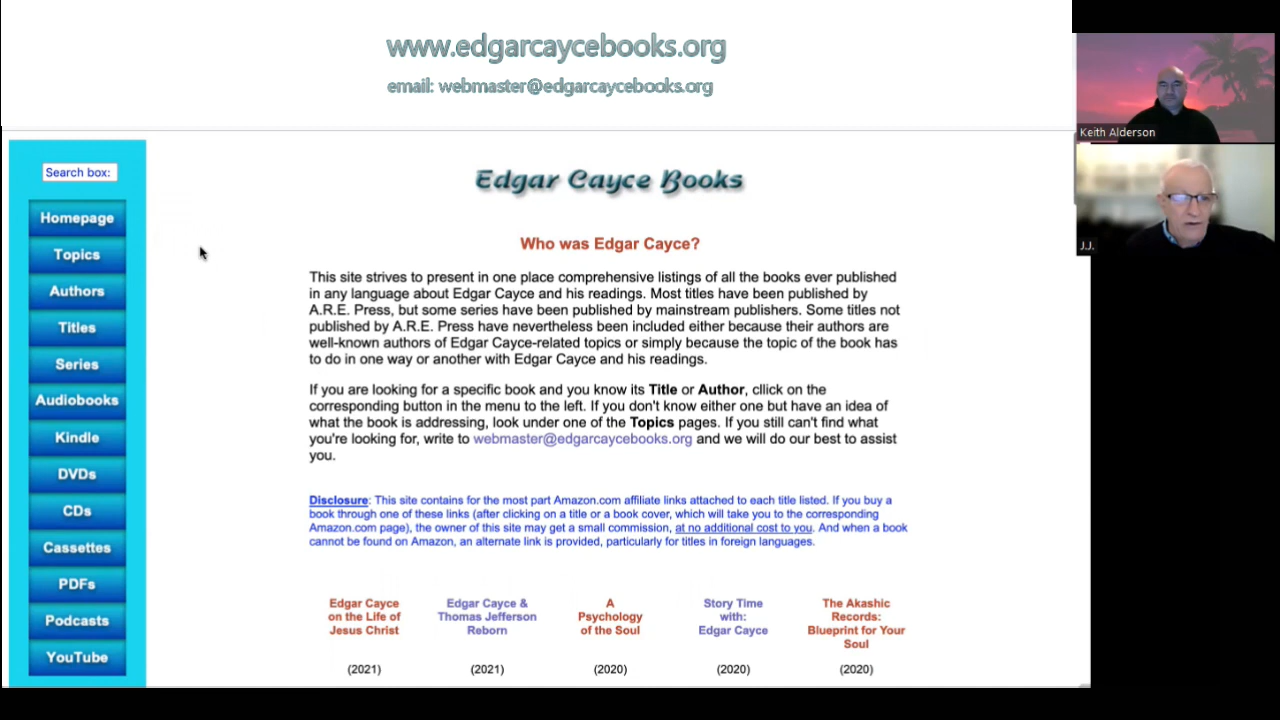 www.edgarcaycebooks.org
email: webmaster@edgarcaycebooks.org
Keith Alderson
J.J.
Search box:
Homepage
Topics
Authors
Titles
Series
Audiobooks
Kindle
DVDs
CDs
Cassettes
PDFs
Podcasts
YouTube
Edgar Cayce Books
Who was Edgar Cayce?
This site strives to present in one place comprehensive listings of all the books ever published
in any language about Edgar Cayce and his readings. Most titles have been published by
A.R.E. Press, but some series have been published by mainstream publishers. Some titles not
published by A.R.E. Press have nevertheless been included either because their authors are
well-known authors of Edgar Cayce-related topics or simply because the topic of the book has
to do in one way or another with Edgar Cayce and his readings.
If you are looking for a specific book and you know its Title or Author, cllick on the
corresponding button in the menu to the left. If you don't know either one but have an idea of
what the book is addressing, look under one of the Topics pages. If you still can't find what
you're looking for, write to webmaster@edgarcaycebooks.org and we will do our best to assist
you.
Disclosure: This site contains for the most part Amazon.com affiliate links attached to each title listed. If you buy a
book through one of these links (after clicking on a title or a book cover, which will take you to the corresponding
Amazon.com page), the owner of this site may get a small commission, at no additional cost to you. And when a book
cannot be found on Amazon, an alternate link is provided, particularly for titles in foreign languages.
Edgar Cayce
on the Life of
Jesus Christ
(2021)
Edgar Cayce &
Thomas Jefferson
Reborn
(2021)
A
Psychology
of the Soul
(2020)
Story Time
with:
Edgar Cayce
(2020)
The Akashic
Records:
Blueprint for Your
Soul
(2020)